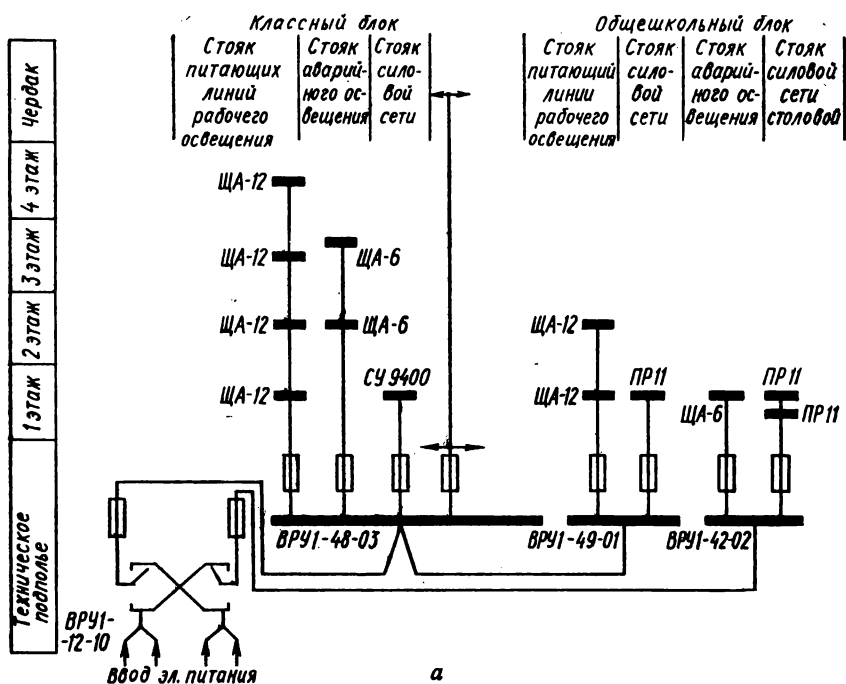 Классный блок
Общешкольный блок
Стояк
питающих
линий
рабочего
освещения
Стояк
аварий-
ного ос-
вещения
Стояк
сило-
вой
сети
Стояк
питающий
линии
рабочего
освещения
Стояк
сило-
вой
сети
Стояк
аварий-
ного ос-
вещения
Стояк
силовой
сети
столовой
Чердак
4 этаж
3 этаж
2 этаж
1 этаж
Техническое
подполье
ЩА-12
ЩА-12
ЩА-6
ЩА-12
ЩА-6
ЩА-12
ЩА-12
СУ 9400
ЩА-12
ПР11
ЩА-6
ПР11
ПР11
ВРУ1-48-03
ВРУ1-49-01
ВРУ1-42-02
ВРУ1-
-12-10
Ввод эл. питания
а